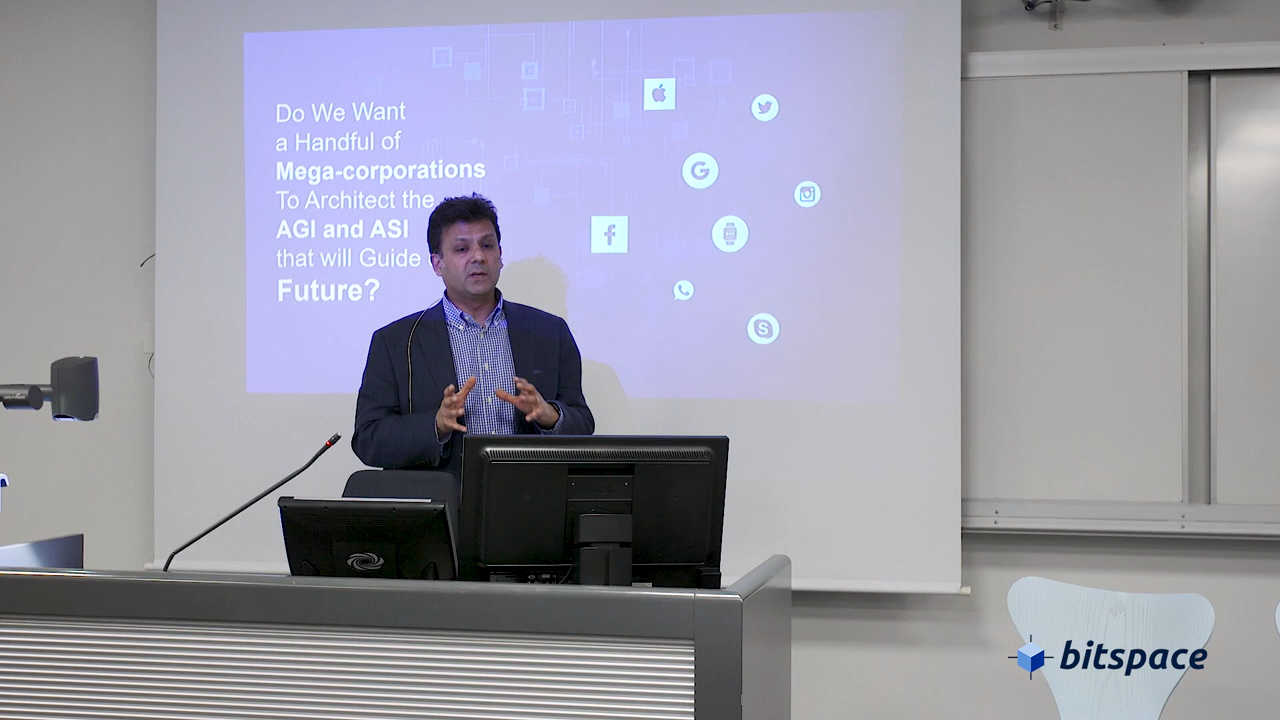 Do We Want
a Handful of
Mega-corporations
To Architect the
AGI and ASI
that will Guide
Future?
bitspace